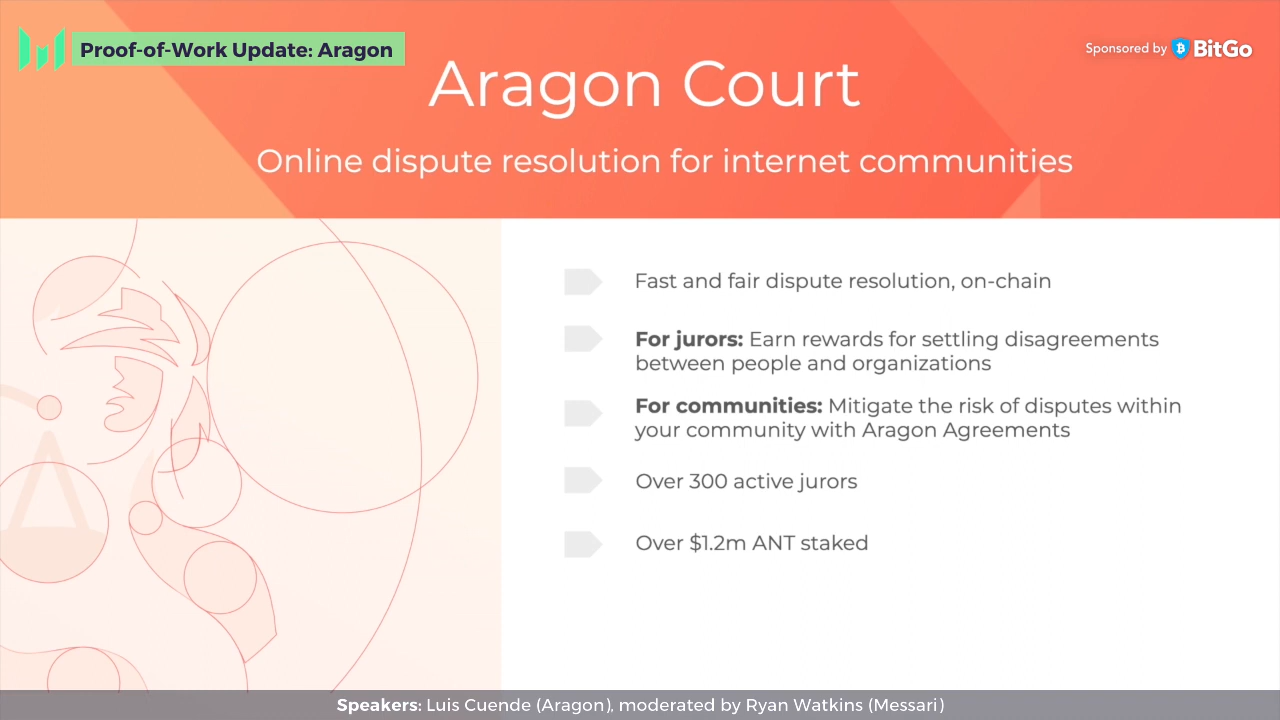 Proof-of-Work Update: Aragon
Sponsored by BitGo
Aragon Court
Online dispute resolution for internet communities
Fast and fair dispute resolution, on-chain
For jurors: Earn rewards for settling disagreements
between people and organizations
For communities: Mitigate the risk of disputes within
your community with Aragon Agreements
Over 300 active jurors
Over $1.2m ANT staked
Speakers: Luis Cuende (Aragon), moderated by Ryan Watkins (Messari)